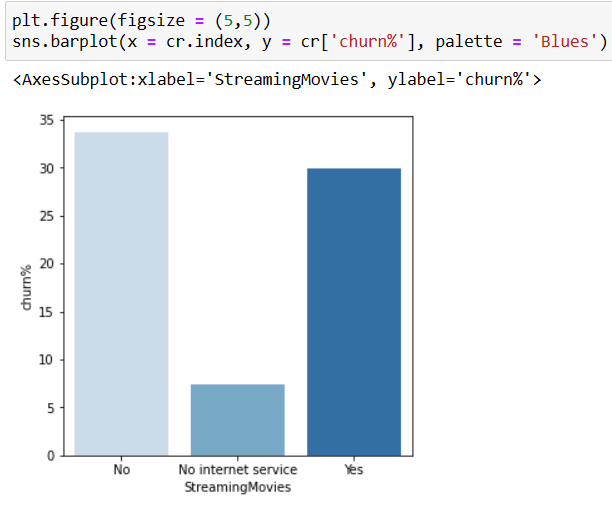 plt.figure(figsize = (5,5))
sns.barplot(x = cr.index, y = cr['churn%'], palette = 'Blues')
<AxesSubplot:xlabel='StreamingMovies', ylabel='churn%'>
35
30
25
20
15
10
5
0
churn%
No No internet service Yes
StreamingMovies